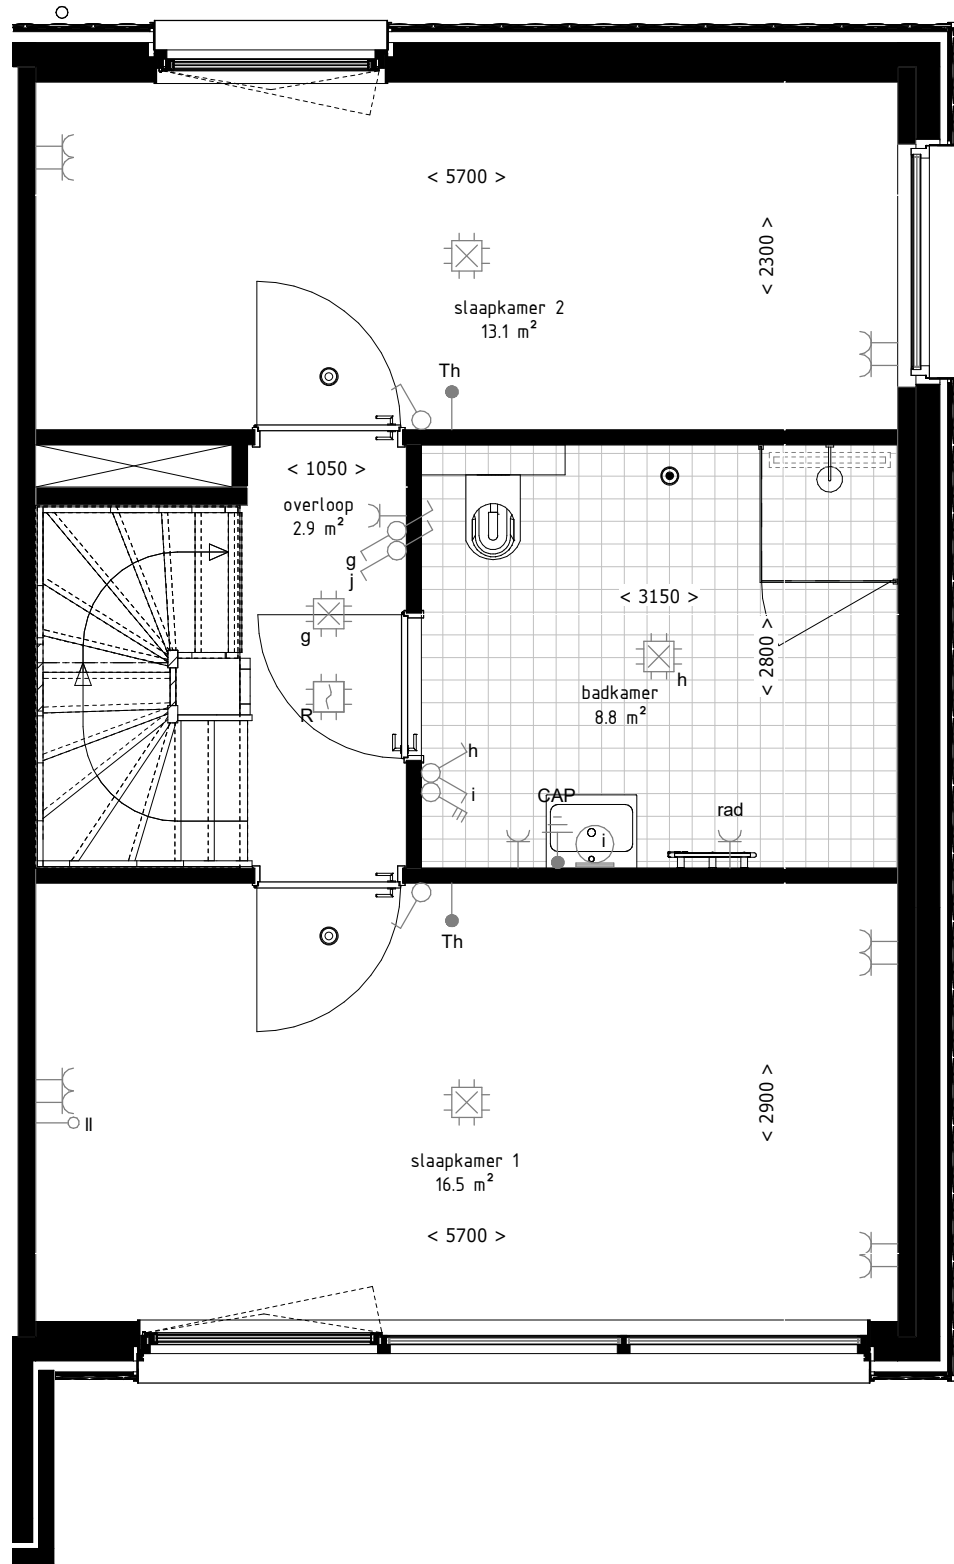 < 5700 >
< 2300 >
slaapkamer 2
13.1 m²
Th
< 1050 >
overloop
2.9 m²
g
j
< 3150 >
g
< 2800 >
h
badkamer
8.8 m²
R
h
i
CAP
rad
i
Th
< 2900 >
II
slaapkamer 1
16.5 m²
< 5700 >